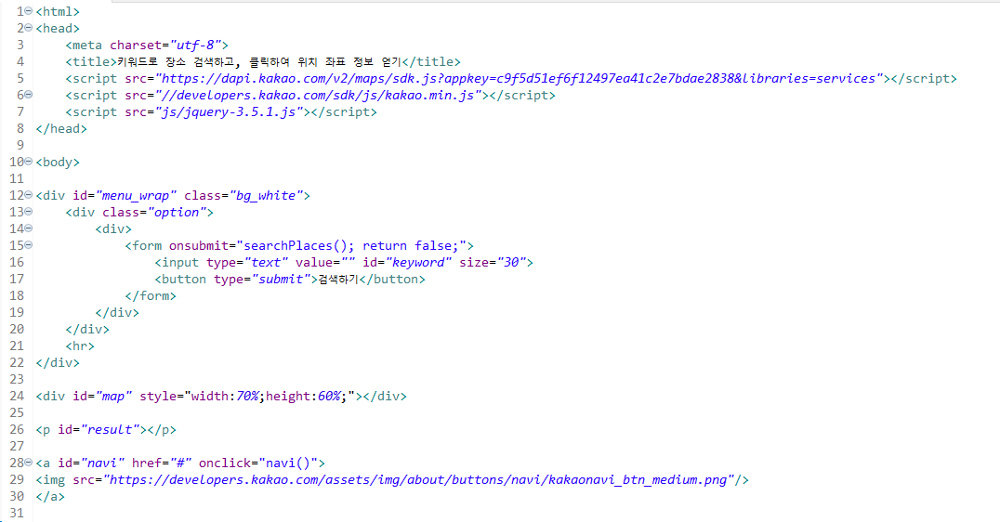 1 <html>
2 <head>
3 <meta charset="utf-8">
4 <title>키워드로 장소 검색하고, 클릭하여 위치 좌표 정보 얻기</title>
5 <script src="https://dapi.kakao.com/v2/maps/sdk.js?appkey=c9f5d51ef6f12497ea41c2e7bdae2838&libraries=services"></script>
6 <script src="//developers.kakao.com/sdk/js/kakao.min.js"></script>
7 <script src="js/jquery-3.5.1.js"></script>
8 </head>
9
10 <body>
11
12 <div id="menu_wrap" class="bg_white">
13 <div class="option">
14 <div>
15 <form onsubmit="searchPlaces(); return false;">
16 <input type="text" value="" id="keyword" size="30">
17 <button type="submit">검색하기</button>
18 </form>
19 </div>
20 </div>
21 <hr>
22 </div>
23
24 <div id="map" style="width:70%;height:60%;"></div>
25
26 <p id="result"></p>
27
28 <a id="navi" href="#" onclick="navi()">
29 <img src="https://developers.kakao.com/assets/img/about/buttons/navi/kakaonavi_btn_medium.png"/>
30 </a>
31